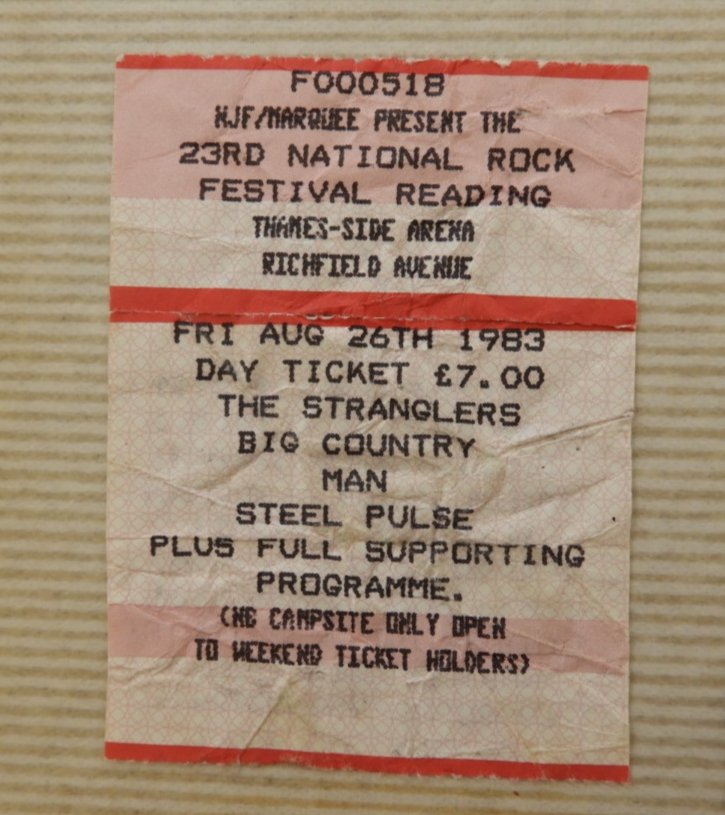 F000518
NJF/MARQUEE PRESENT THE
23RD NATIONAL ROCK
FESTIVAL READING
THAMES-SIDE ARENA
RICHFIELD AVENUE
FRI AUG 26TH 1983
DAY TICKET £7.00
THE STRANGLERS
BIG COUNTRY
MAN
STEEL PULSE
PLUS FULL SUPPORTING
PROGRAMME.
(NB CAMPSITE ONLY OPEN
TO WEEKEND TICKET HOLDERS)